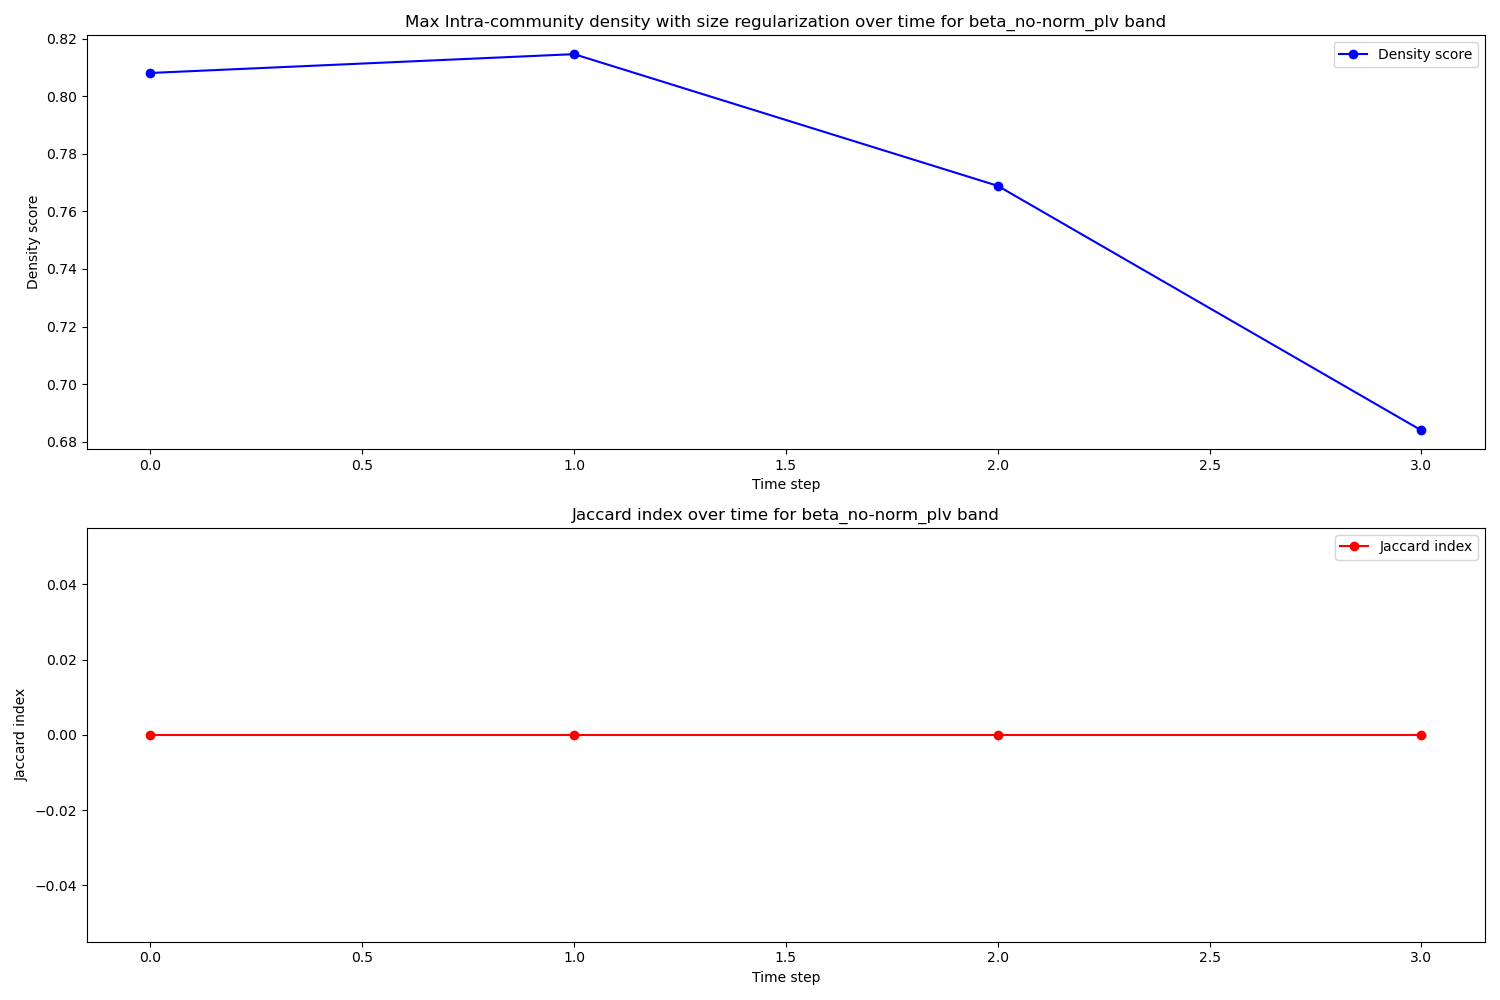 Max Intra-community density with size regularization over time for beta_no-norm_plv band
Density score
0.82
0.80
0.78
0.76
0.74
0.72
0.70
0.68
Density score
0.0 0.5 1.0 1.5 2.0 2.5 3.0
Time step
Jaccard index over time for beta_no-norm_plv band
Jaccard index
0.04
0.02
0.00
−0.02
−0.04
Jaccard index
0.0 0.5 1.0 1.5 2.0 2.5 3.0
Time step